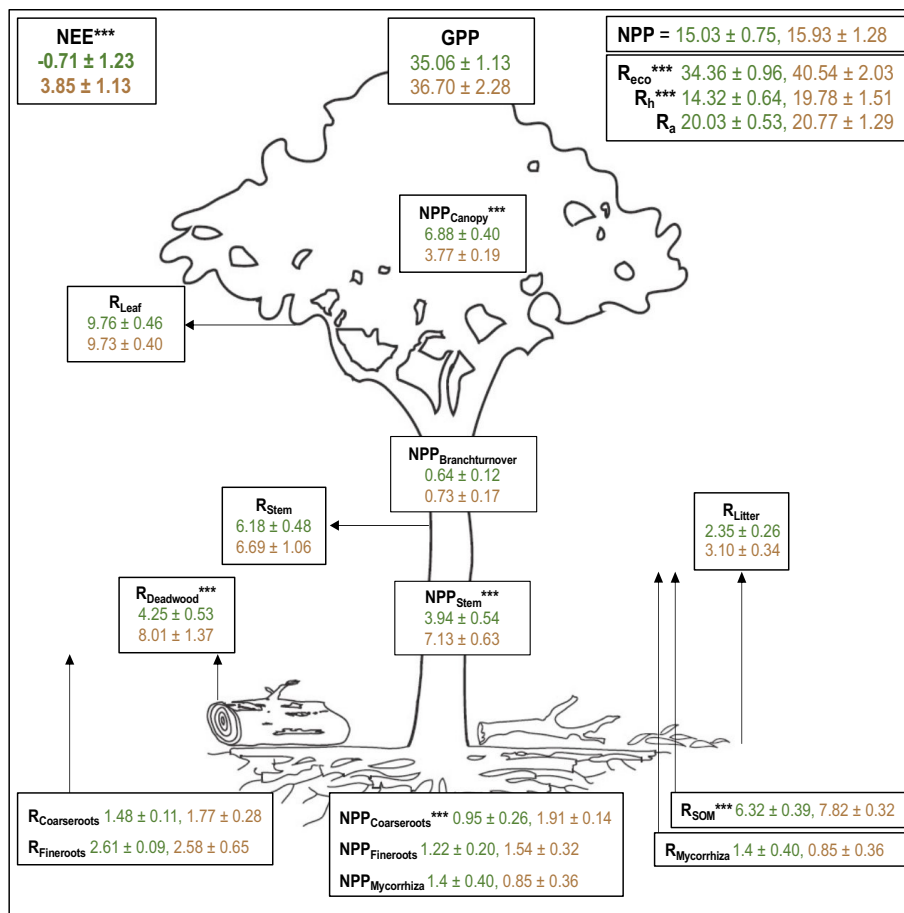 NEE***
-0.71 ± 1.23
3.85 ± 1.13
GPP
35.06 ± 1.13
36.70 ± 2.28
NPP = 15.03 ± 0.75, 15.93 ± 1.28
Reco*** 34.36 ± 0.96, 40.54 ± 2.03
Rh*** 14.32 ± 0.64, 19.78 ± 1.51
Ra 20.03 ± 0.53, 20.77 ± 1.29
NPPCanopy***
6.88 ± 0.40
3.77 ± 0.19
RLeaf
9.76 ± 0.46
9.73 ± 0.40
NPPBranchturnover
0.64 ± 0.12
0.73 ± 0.17
RStem
6.18 ± 0.48
6.69 ± 1.06
RLitter
2.35 ± 0.26
3.10 ± 0.34
RDeadwood***
4.25 ± 0.53
8.01 ± 1.37
NPPStem***
3.94 ± 0.54
7.13 ± 0.63
RCoarseroots 1.48 ± 0.11, 1.77 ± 0.28
RFineroots 2.61 ± 0.09, 2.58 ± 0.65
NPPCoarseroots*** 0.95 ± 0.26, 1.91 ± 0.14
NPPFineroots 1.22 ± 0.20, 1.54 ± 0.32
NPPMycorrhiza 1.4 ± 0.40, 0.85 ± 0.36
RSOM*** 6.32 ± 0.39, 7.82 ± 0.32
RMycorrhiza 1.4 ± 0.40, 0.85 ± 0.36